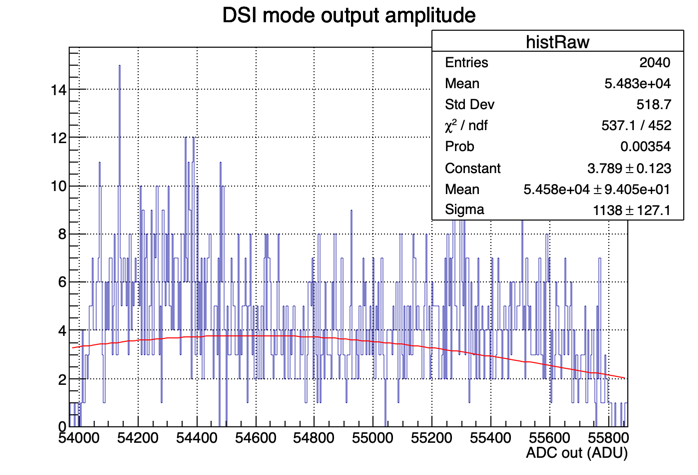 DSI mode output amplitude
histRaw
Entries 2040
Mean 5.483e+04
Std Dev 518.7
χ² / ndf 537.1 / 452
Prob 0.00354
Constant 3.789 ± 0.123
Mean 5.458e+04 ± 9.405e+01
Sigma 1138 ± 127.1
14
12
10
8
6
4
2
0
54000 54200 54400 54600 54800 55000 55200 55400 55600 55800
ADC out (ADU)